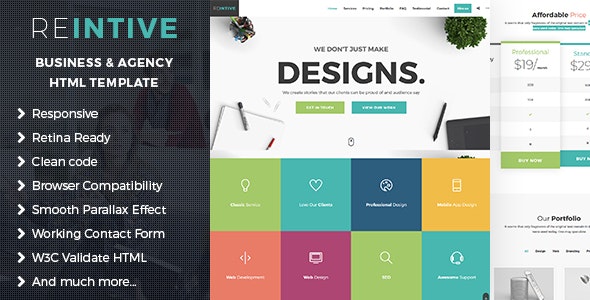 REINTIVE
BUSINESS & AGENCY
HTML TEMPLATE
Responsive
Retina Ready
Clean code
Browser Compatibility
Smooth Parallax Effect
Working Contact Form
W3C Validate HTML
And much more...
REINTIVE
Home Services Pricing Portfolio FAQ Testimonial Contact
WE DON'T JUST MAKE
DESIGNS.
We create stories that our clients can be proud of and audience say
GET IN TOUCH
VIEW OUR WORK
Classic Service
Love Our Clients
Professional Design
Mobile App Design
Web Development
Web Design
SEO
Awesome Support
Affordable Price
Professional
$19/
BUY NOW
Stan
$29
BU
Our Portfolio
All Design Web Branding